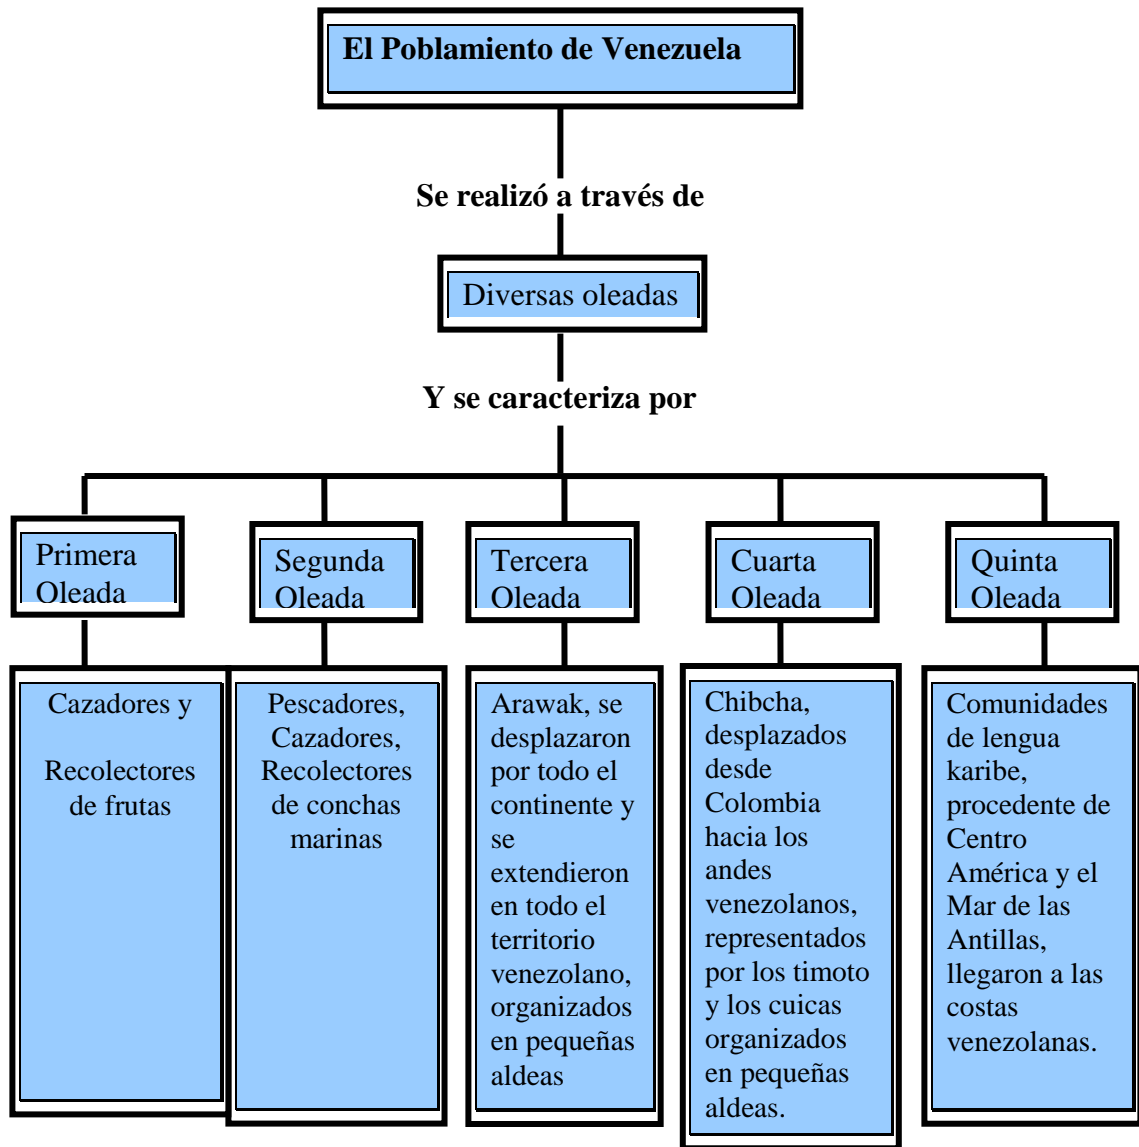 El Poblamiento de Venezuela
Se realizó a través de
Diversas oleadas
Y se caracteriza por
Primera
Oleada
Segunda
Oleada
Tercera
Oleada
Cuarta
Oleada
Quinta
Oleada
Cazadores y
Recolectores
de frutas
Pescadores,
Cazadores,
Recolectores
de conchas
marinas
Arawak, se
desplazaron
por todo el
continente y
se
extendieron
en todo el
territorio
venezolano,
organizados
en pequeñas
aldeas
Chibcha,
desplazados
desde
Colombia
hacia los
andes
venezolanos,
representados
por los timoto
y los cuicas
organizados
en pequeñas
aldeas.
Comunidades
de lengua
karibe,
procedente de
Centro
América y el
Mar de las
Antillas,
llegaron a las
costas
venezolanas.